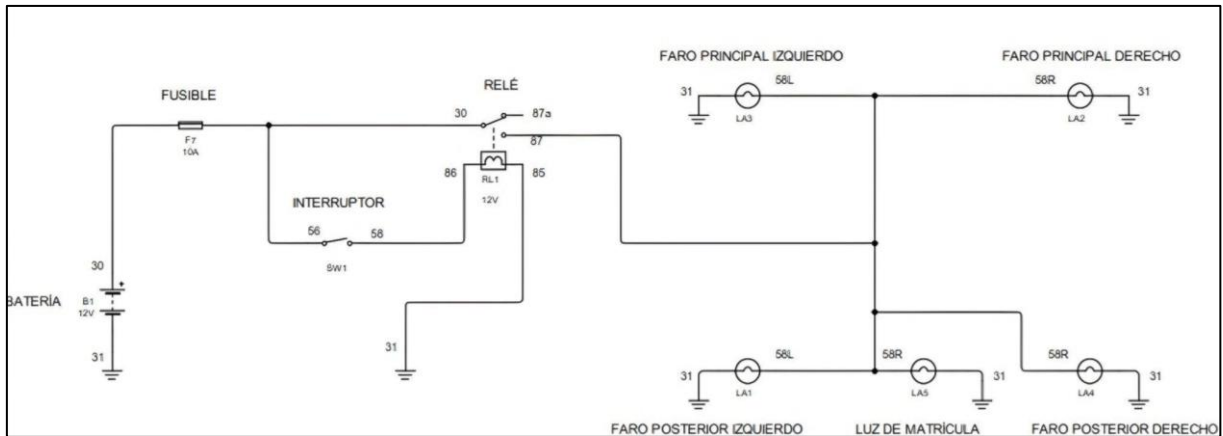 FARO PRINCIPAL IZQUIERDO
FARO PRINCIPAL DERECHO
58L
58R
31
31
LA3
LA2
FUSIBLE
RELÉ
30
87a
87
F7
10A
86
85
RL1
12V
INTERRUPTOR
56
58
SW1
30
+
BATERÍA
B1
12V
31
31
58L
58R
58R
31
31
31
LA1
LA5
LA4
FARO POSTERIOR IZQUIERDO
LUZ DE MATRÍCULA
FARO POSTERIOR DERECHO